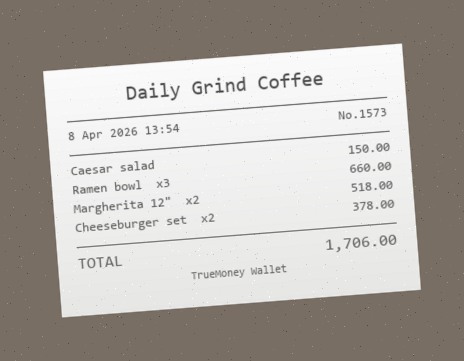 Daily Grind Coffee
8 Apr 2026 13:54 No.1573
Caesar salad 150.00
Ramen bowl x3 660.00
Margherita 12" x2 518.00
Cheeseburger set x2 378.00
TOTAL 1,706.00
TrueMoney Wallet